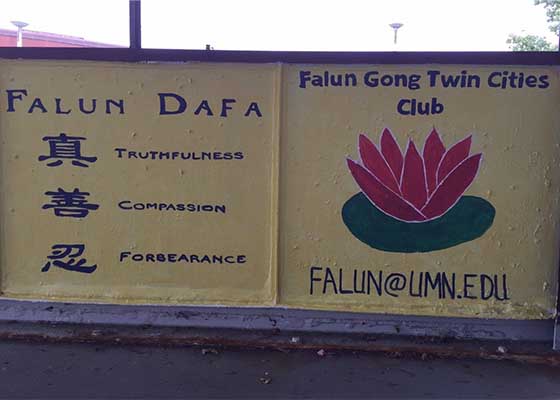 Falun Dafa
真 Truthfulness
善 Compassion
忍 Forbearance
Falun Gong Twin Cities
Club
FALUN@UMN.EDU